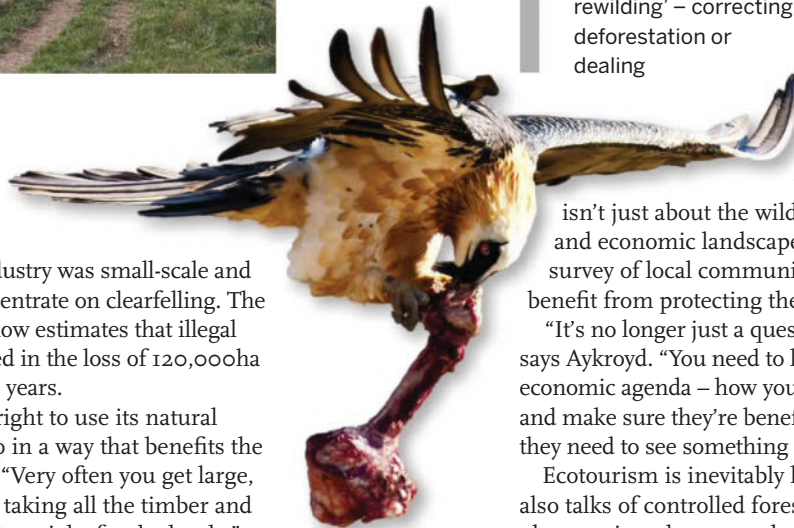 rewilding’ – correcting
deforestation or
dealing
dustry was small-scale and
entrate on clearfelling. The
ow estimates that illegal
ed in the loss of 120,000ha
years.
right to use its natural
o in a way that benefits the
“Very often you get large,
taking all the timber and
isn’t just about the wild
and economic landscape
survey of local communi
benefit from protecting the
“It’s no longer just a ques
says Aykroyd. “You need to
economic agenda – how you
and make sure they’re benef
they need to see something
Ecotourism is inevitably
also talks of controlled fores